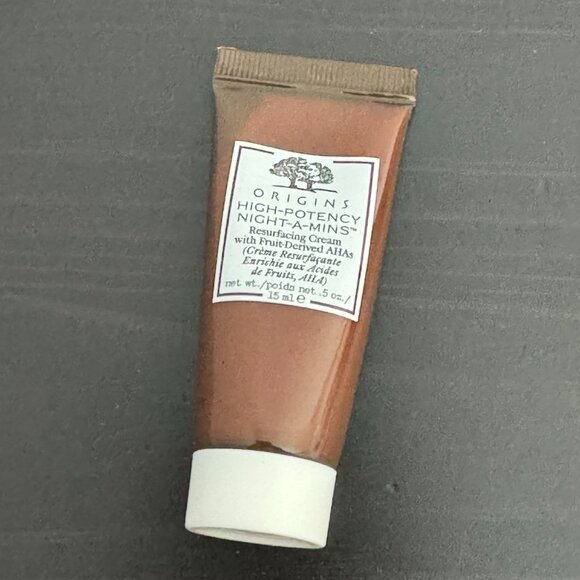 ORIGINS
HIGH-POTENCY
NIGHT-A-MINS™
Resurfacing Cream
with Fruit-Derived AHAs
(Crème Resurfaçante
Enrichie aux Acides
de Fruits, AHA)
net wt./poids net .5 oz./
15 ml e